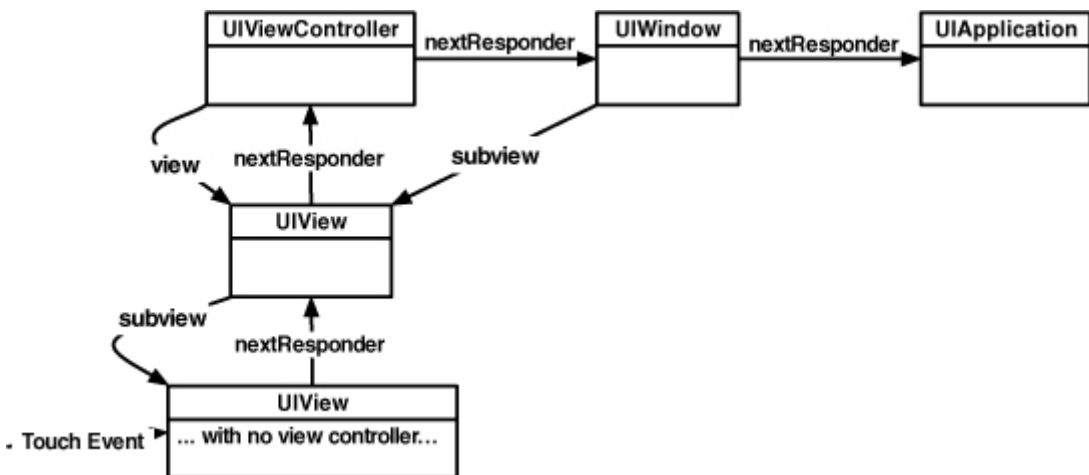 UIViewController
nextResponder
UIWindow
nextResponder
UIApplication
view
nextResponder
subview
UIView
subview
nextResponder
UIView
Touch Event
... with no view controller...